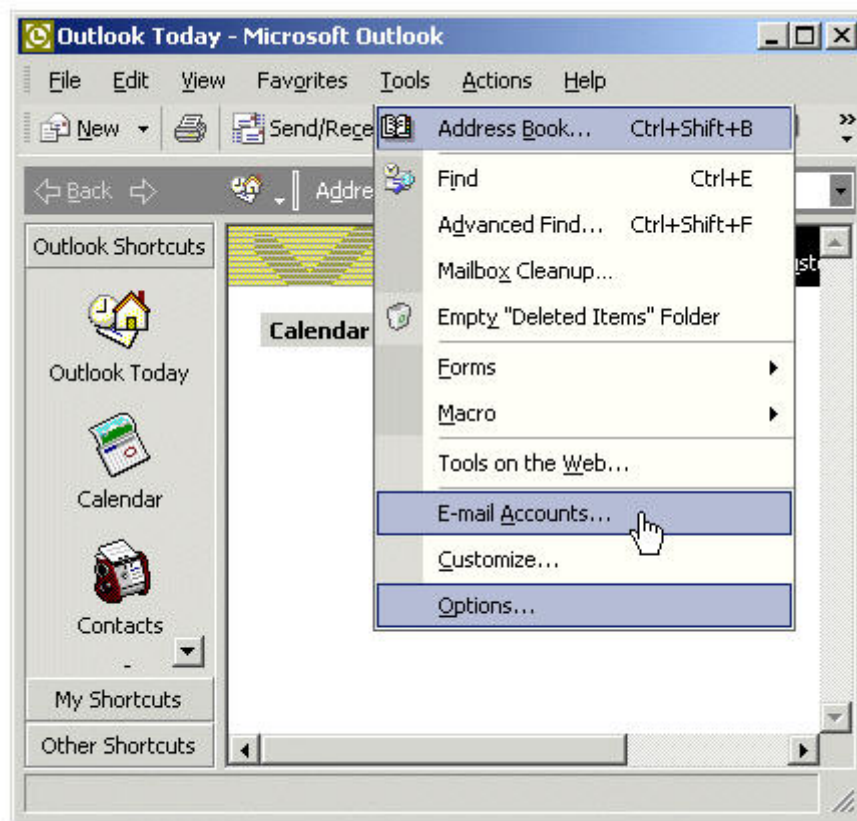 Outlook Today - Microsoft Outlook
File Edit View Favorites Tools Actions Help
New Send/Rece
Address Book... Ctrl+Shift+B
Back Addre
Find Ctrl+E
Advanced Find... Ctrl+Shift+F
Outlook Shortcuts
Mailbox Cleanup...
Calendar
Empty "Deleted Items" Folder
Outlook Today
Forms
Macro
Tools on the Web...
Calendar
E-mail Accounts...
Customize...
Contacts
Options...
My Shortcuts
Other Shortcuts